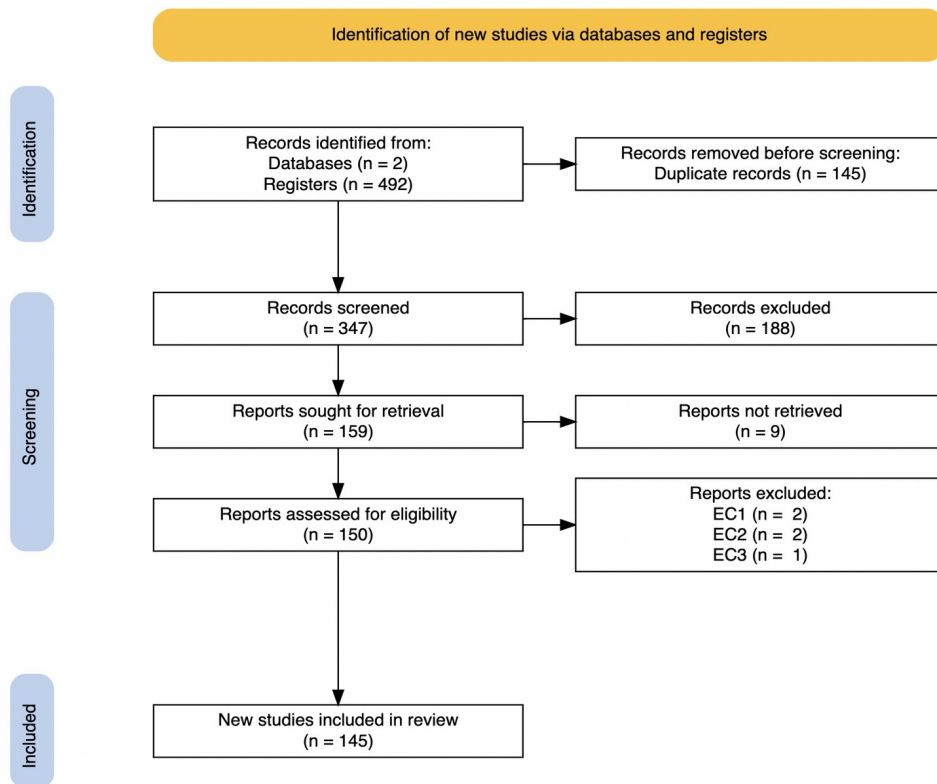 Identification of new studies via databases and registers
Identification
Records identified from:
Databases (n = 2)
Registers (n = 492)
Records removed before screening:
Duplicate records (n = 145)
Screening
Records screened
(n = 347)
Records excluded
(n = 188)
Reports sought for retrieval
(n = 159)
Reports not retrieved
(n = 9)
Reports assessed for eligibility
(n = 150)
Reports excluded:
EC1 (n =  2)
EC2 (n =  2)
EC3 (n =  1)
Included
New studies included in review
(n = 145)